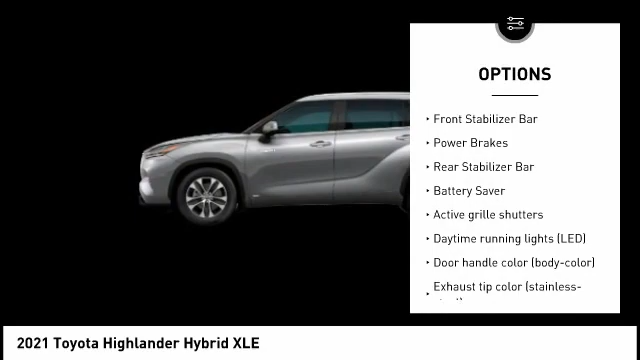 OPTIONS
‣ Front Stabilizer Bar
‣ Power Brakes
‣ Rear Stabilizer Bar
‣ Battery Saver
‣ Active grille shutters
‣ Daytime running lights (LED)
‣ Door handle color (body-color)
‣ Exhaust tip color (stainless-
2021 Toyota Highlander Hybrid XLE